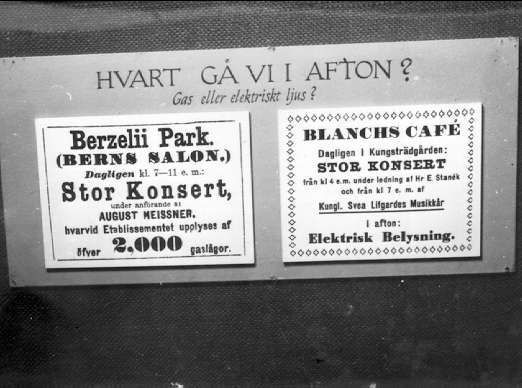 HVART GÅ VI I AFTON?
Gas eller elektriskt ljus?
Berzelii Park.
(BERNS SALON.)
Dagligen kl. 7—11 e. m.:
Stor Konsert,
under anförande af
AUGUST MEISSNER,
hvarvid Etablissementet upplyses af
öfver 2,000 gaslågor.
BLANCHS CAFÉ
Dagligen i Kungsträdgården:
STOR KONSERT
från kl 4 e.m. under ledning af Hr E. Stanék
och från kl 7 e. m. af
Kungl. Svea Lifgardes Musikkår
i afton:
Elektrisk Belysning.